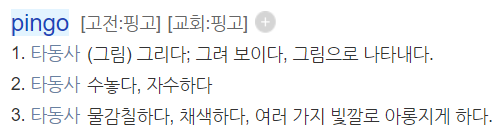 pingo [고전:핑고] [교회:핑고] +
1. 타동사 (그림) 그리다; 그려 보이다, 그림으로 나타내다.
2. 타동사 수놓다, 자수하다
3. 타동사 물감칠하다, 채색하다, 여러 가지 빛깔로 아롱지게 하다.